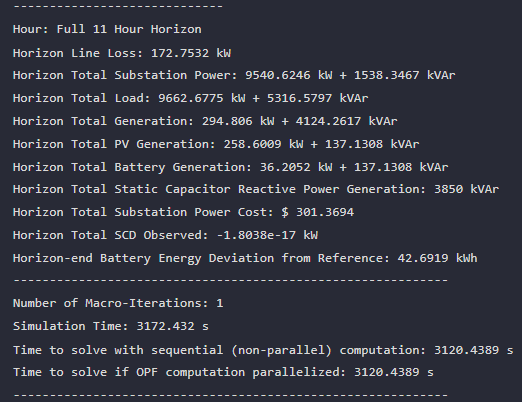 ------------------------------
Hour: Full 11 Hour Horizon
Horizon Line Loss: 172.7532 kW
Horizon Total Substation Power: 9540.6246 kW + 1538.3467 kVAr
Horizon Total Load: 9662.6775 kW + 5316.5797 kVAr
Horizon Total Generation: 294.806 kW + 4124.2617 kVAr
Horizon Total PV Generation: 258.6009 kW + 137.1308 kVAr
Horizon Total Battery Generation: 36.2052 kW + 137.1308 kVAr
Horizon Total Static Capacitor Reactive Power Generation: 3850 kVAr
Horizon Total Substation Power Cost: $ 301.3694
Horizon Total SCD Observed: -1.8038e-17 kW
Horizon-end Battery Energy Deviation from Reference: 42.6919 kWh
------------------------------------------------------------
Number of Macro-Iterations: 1
Simulation Time: 3172.432 s
Time to solve with sequential (non-parallel) computation: 3120.4389 s
Time to solve if OPF computation parallelized: 3120.4389 s
------------------------------------------------------------